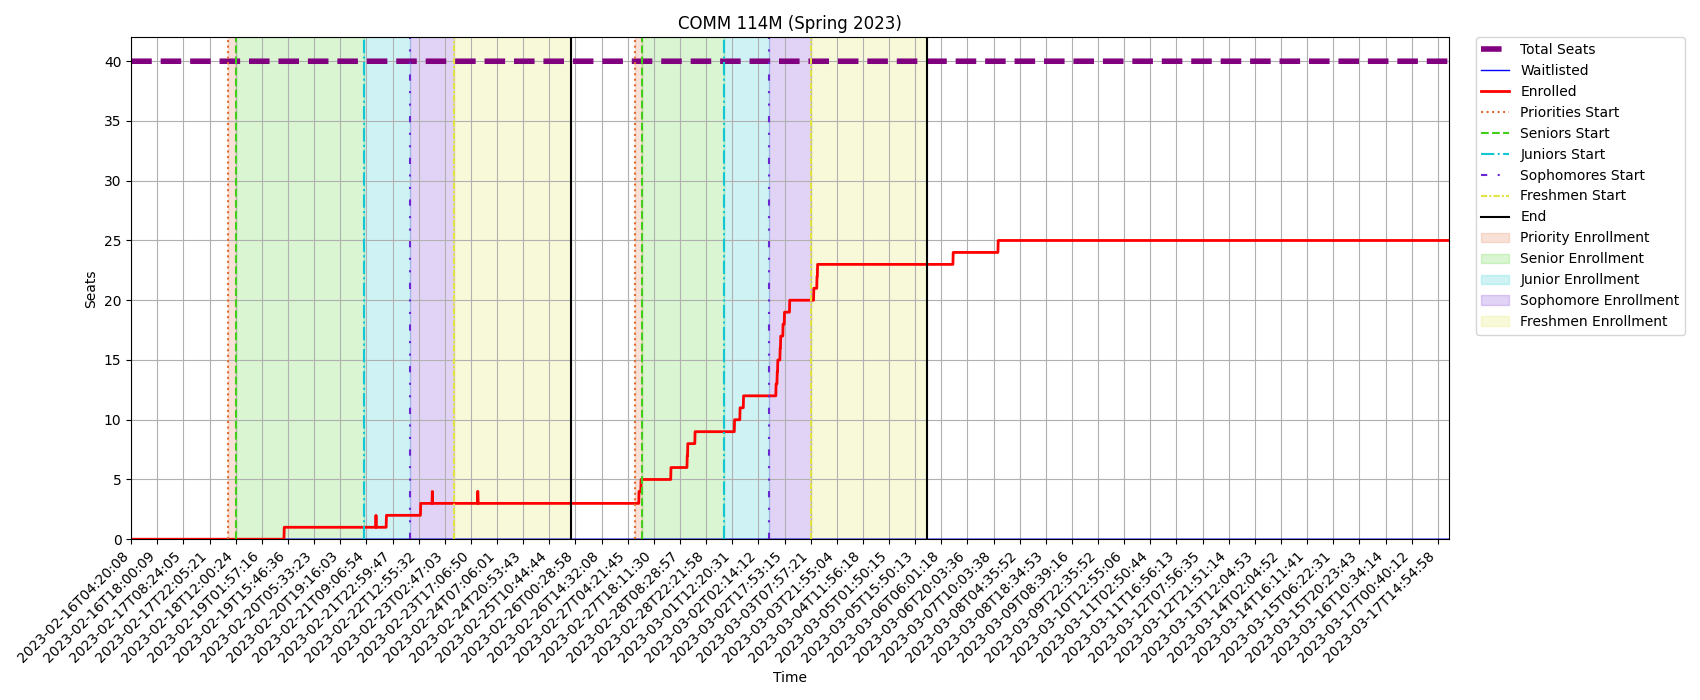 COMM 114M (Spring 2023)
Seats
40
35
30
25
20
15
10
5
0
2023-02-16T04:20:08
2023-02-16T18:00:09
2023-02-17T08:24:05
2023-02-17T22:05:21
2023-02-18T12:00:24
2023-02-19T01:57:16
2023-02-19T15:46:36
2023-02-20T05:33:23
2023-02-20T19:16:03
2023-02-21T09:06:54
2023-02-21T22:59:47
2023-02-22T12:55:32
2023-02-23T02:47:03
2023-02-23T17:06:50
2023-02-24T07:06:01
2023-02-24T20:53:43
2023-02-25T10:44:44
2023-02-26T00:28:58
2023-02-26T14:32:08
2023-02-27T04:21:45
2023-02-27T18:11:30
2023-02-28T08:28:57
2023-02-28T22:21:58
2023-03-01T12:20:31
2023-03-02T02:14:12
2023-03-02T17:53:15
2023-03-03T07:57:21
2023-03-03T21:55:04
2023-03-04T11:56:18
2023-03-05T01:50:15
2023-03-05T15:50:13
2023-03-06T06:01:18
2023-03-06T20:03:36
2023-03-07T10:03:38
2023-03-08T04:35:52
2023-03-08T18:34:53
2023-03-09T08:39:16
2023-03-09T22:35:52
2023-03-10T12:55:06
2023-03-11T02:50:44
2023-03-11T16:56:13
2023-03-12T07:56:35
2023-03-12T21:51:14
2023-03-13T12:04:53
2023-03-14T02:04:52
2023-03-14T16:11:41
2023-03-15T06:22:31
2023-03-15T20:23:43
2023-03-16T10:34:14
2023-03-17T00:40:12
2023-03-17T14:54:58
Time
Total Seats
Waitlisted
Enrolled
Priorities Start
Seniors Start
Juniors Start
Sophomores Start
Freshmen Start
End
Priority Enrollment
Senior Enrollment
Junior Enrollment
Sophomore Enrollment
Freshmen Enrollment